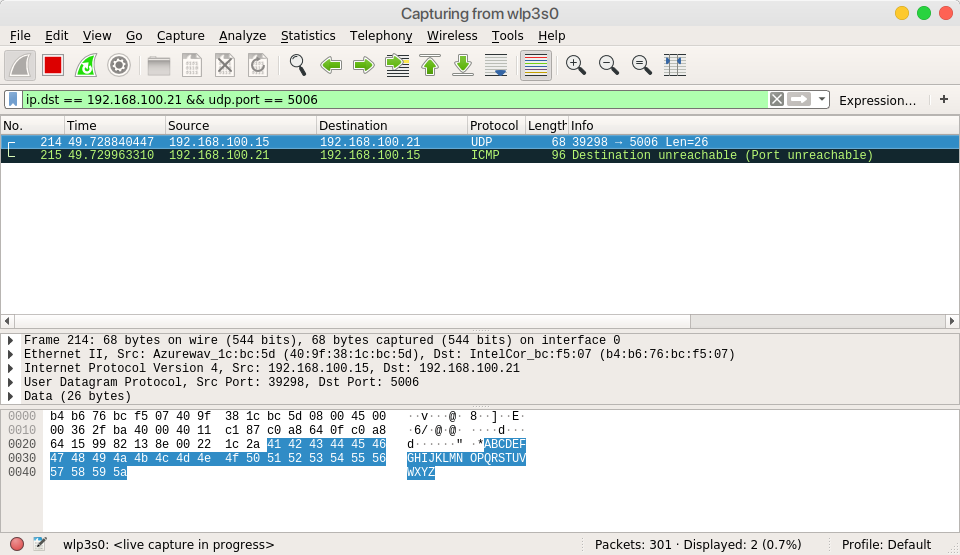 Capturing from wlp3s0
File Edit View Go Capture Analyze Statistics Telephony Wireless Tools Help
ip.dst == 192.168.100.21 && udp.port == 5006 Expression… +
No. Time Source Destination Protocol Length Info
214 49.728840447 192.168.100.15 192.168.100.21 UDP 68 39298 → 5006 Len=26
215 49.729963310 192.168.100.21 192.168.100.15 ICMP 96 Destination unreachable (Port unreachable)
Frame 214: 68 bytes on wire (544 bits), 68 bytes captured (544 bits) on interface 0
Ethernet II, Src: Azurewav_1c:bc:5d (40:9f:38:1c:bc:5d), Dst: IntelCor_bc:f5:07 (b4:b6:76:bc:f5:07)
Internet Protocol Version 4, Src: 192.168.100.15, Dst: 192.168.100.21
User Datagram Protocol, Src Port: 39298, Dst Port: 5006
Data (26 bytes)
0000 b4 b6 76 bc f5 07 40 9f 38 1c bc 5d 08 00 45 00 ··v···@· 8··]··E·
0010 00 36 2f ba 40 00 40 11 c1 87 c0 a8 64 0f c0 a8 ·6/·@·@· ····d···
0020 64 15 99 82 13 8e 00 22 1c 2a 41 42 43 44 45 46 d······" ·*ABCDEF
0030 47 48 49 4a 4b 4c 4d 4e 4f 50 51 52 53 54 55 56 GHIJKLMN OPQRSTUV
0040 57 58 59 5a WXYZ
wlp3s0: <live capture in progress> Packets: 301 · Displayed: 2 (0.7%) Profile: Default